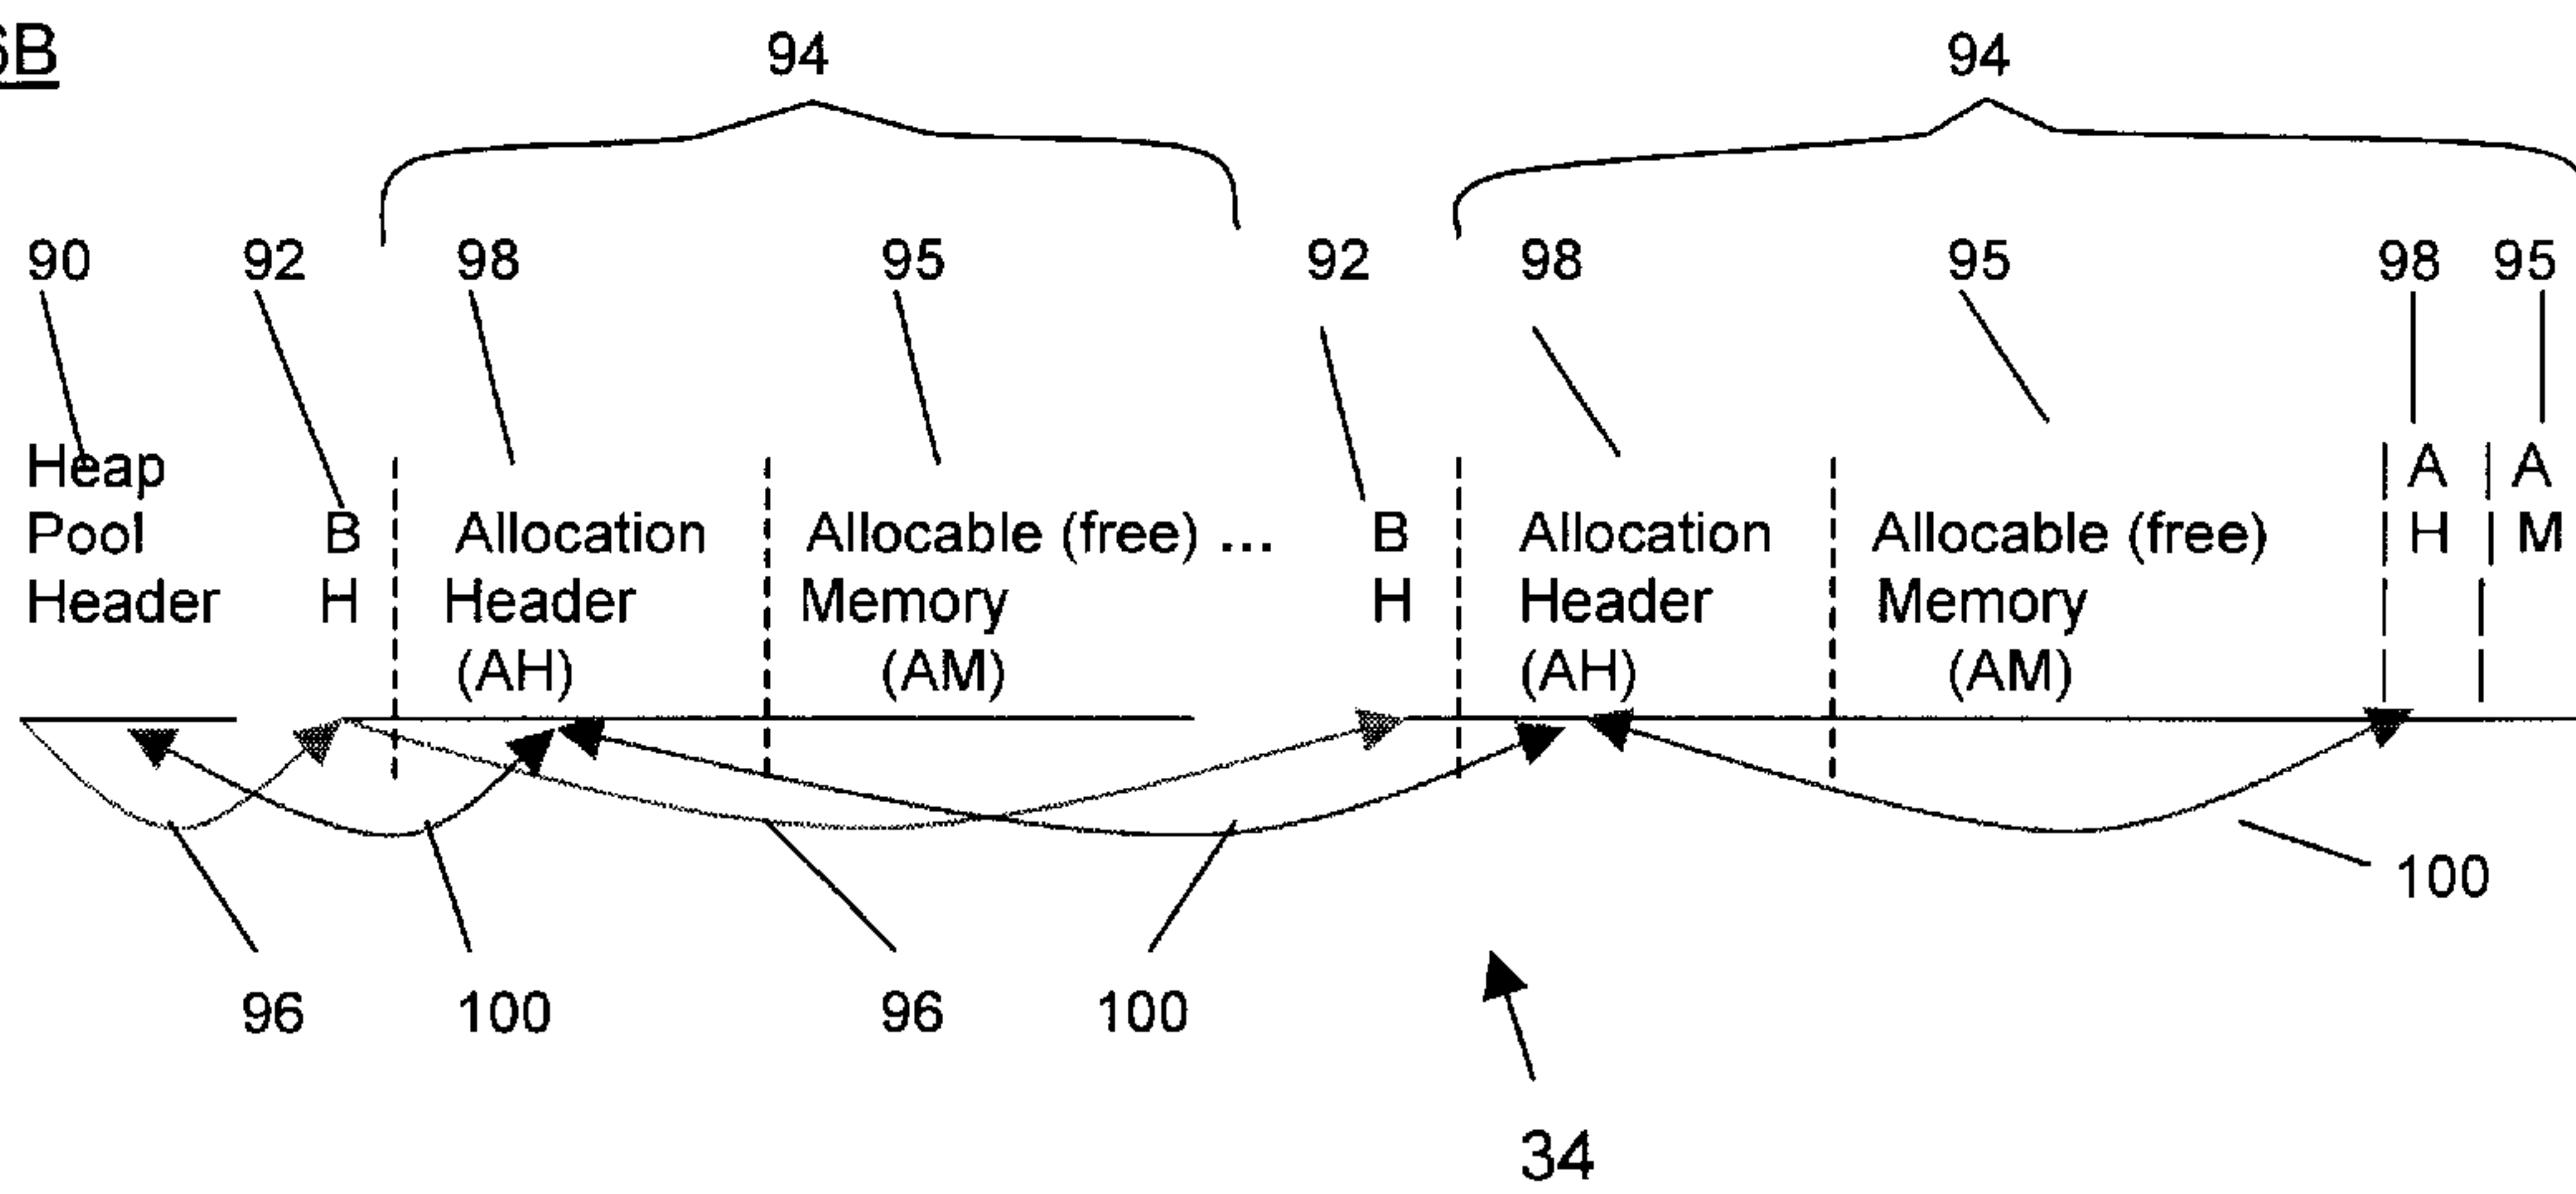 6B
94 94
90 92 98 95 92 98 95 98 95
Heap A A
Pool B Allocation Allocable (free) ... B Allocation Allocable (free) H M
Header H Header Memory H Header Memory
(AH) (AM) (AH) (AM)
100
96 100 96 100
34